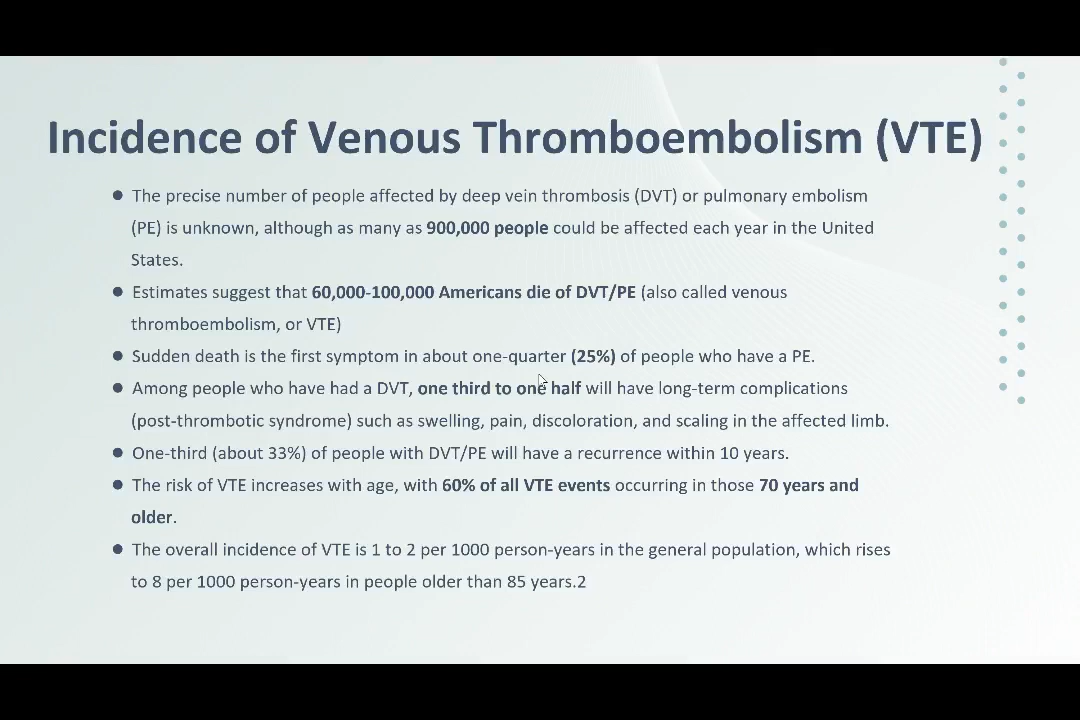 Incidence of Venous Thromboembolism (VTE)
● The precise number of people affected by deep vein thrombosis (DVT) or pulmonary embolism
(PE) is unknown, although as many as 900,000 people could be affected each year in the United
States.
● Estimates suggest that 60,000-100,000 Americans die of DVT/PE (also called venous
thromboembolism, or VTE)
● Sudden death is the first symptom in about one-quarter (25%) of people who have a PE.
● Among people who have had a DVT, one third to one half will have long-term complications
(post-thrombotic syndrome) such as swelling, pain, discoloration, and scaling in the affected limb.
● One-third (about 33%) of people with DVT/PE will have a recurrence within 10 years.
● The risk of VTE increases with age, with 60% of all VTE events occurring in those 70 years and
older.
● The overall incidence of VTE is 1 to 2 per 1000 person-years in the general population, which rises
to 8 per 1000 person-years in people older than 85 years.2